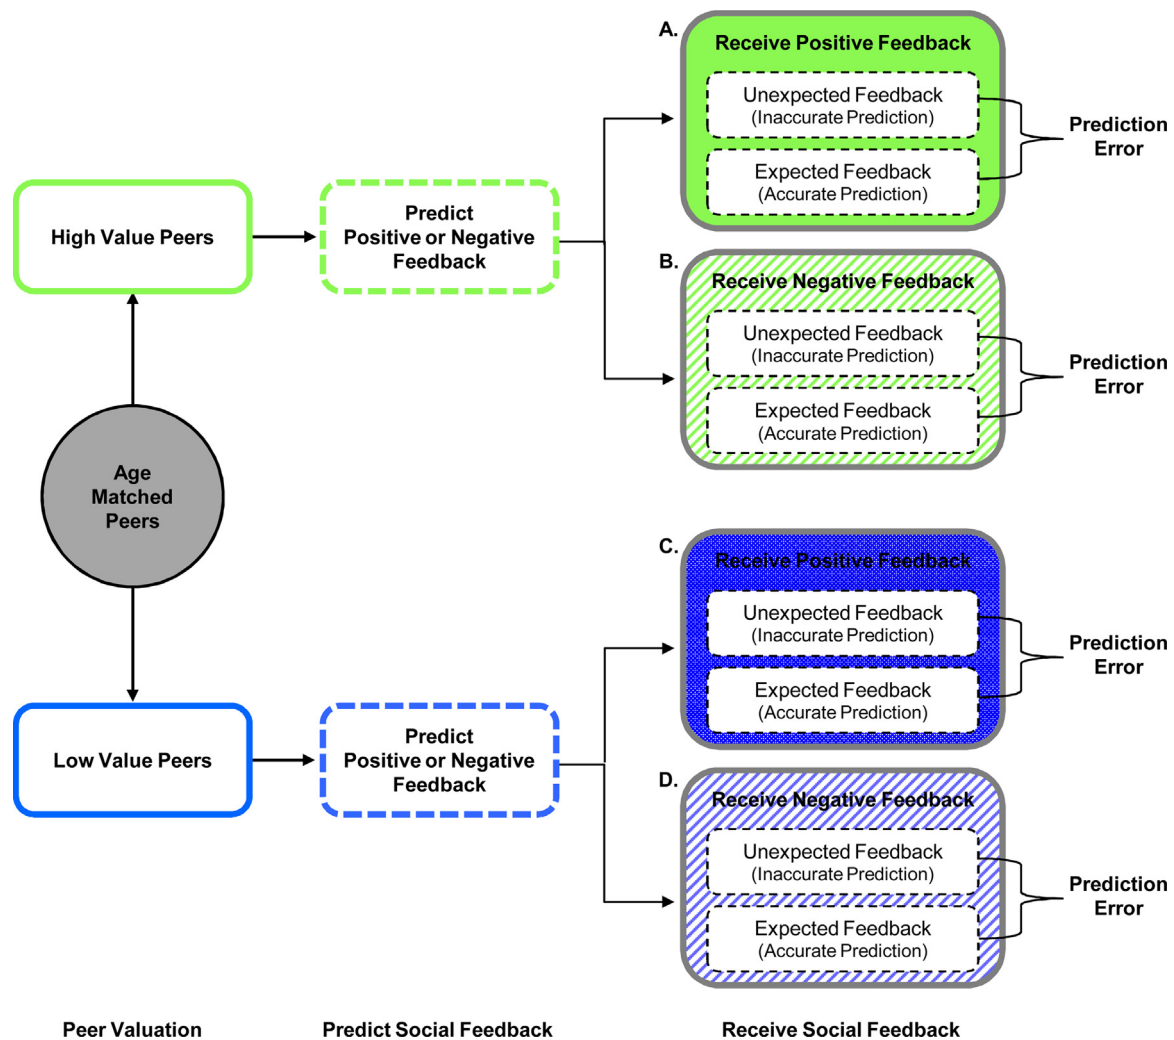 A.
Receive Positive Feedback
Unexpected Feedback
(Inaccurate Prediction)
Expected Feedback
(Accurate Prediction)
Prediction
Error
High Value Peers
Predict
Positive or Negative
Feedback
B.
Receive Negative Feedback
Unexpected Feedback
(Inaccurate Prediction)
Expected Feedback
(Accurate Prediction)
Prediction
Error
Age
Matched
Peers
C.
Receive Positive Feedback
Unexpected Feedback
(Inaccurate Prediction)
Expected Feedback
(Accurate Prediction)
Prediction
Error
Low Value Peers
Predict
Positive or Negative
Feedback
D.
Receive Negative Feedback
Unexpected Feedback
(Inaccurate Prediction)
Expected Feedback
(Accurate Prediction)
Prediction
Error
Peer Valuation
Predict Social Feedback
Receive Social Feedback